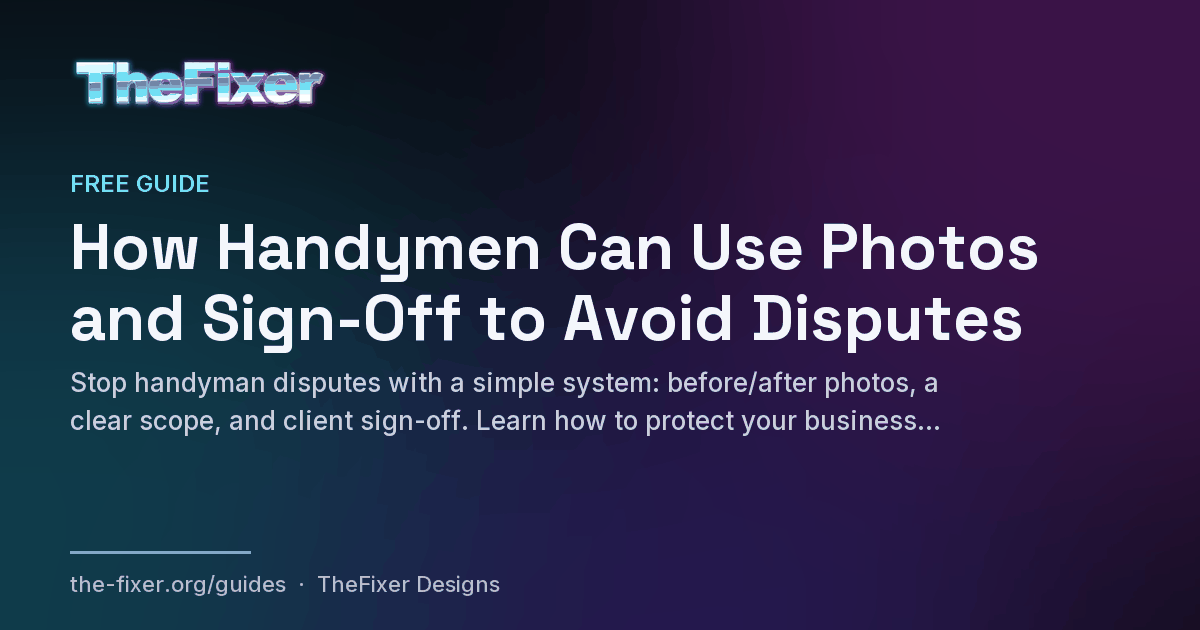 TheFixer
FREE GUIDE
How Handymen Can Use Photos
and Sign-Off to Avoid Disputes
Stop handyman disputes with a simple system: before/after photos, a
clear scope, and client sign-off. Learn how to protect your business...
the-fixer.org/guides · TheFixer Designs